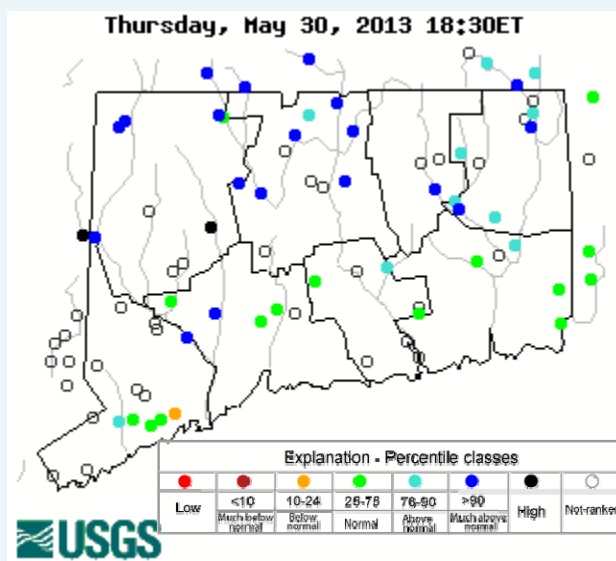 Thursday, May 30, 2013 18:30ET
Explanation - Percentile classes
Low <10 10-24 25-75 76-90 >90 High Not-ranked
Much below normal Below normal Normal Above normal Much above normal
USGS